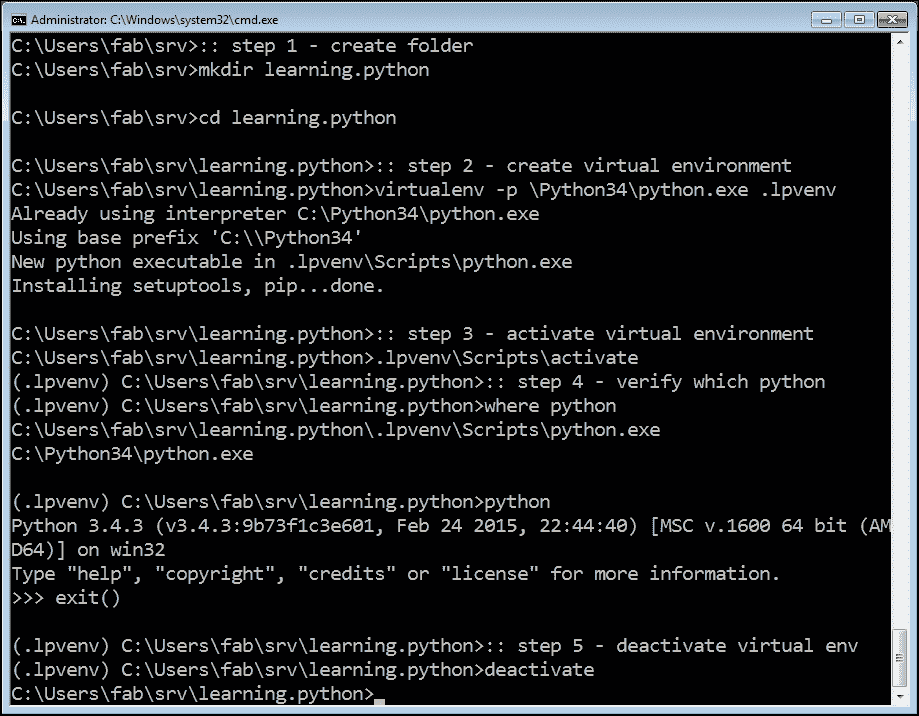 Administrator: C:\Windows\system32\cmd.exe
C:\Users\fab\srv>:: step 1 - create folder
C:\Users\fab\srv>mkdir learning.python
C:\Users\fab\srv>cd learning.python
C:\Users\fab\srv\learning.python>:: step 2 - create virtual environment
C:\Users\fab\srv\learning.python>virtualenv -p \Python34\python.exe .lpvenv
Already using interpreter C:\Python34\python.exe
Using base prefix 'C:\\Python34'
New python executable in .lpvenv\Scripts\python.exe
Installing setuptools, pip...done.
C:\Users\fab\srv\learning.python>:: step 3 - activate virtual environment
C:\Users\fab\srv\learning.python>.lpvenv\Scripts\activate
(.lpvenv) C:\Users\fab\srv\learning.python>:: step 4 - verify which python
(.lpvenv) C:\Users\fab\srv\learning.python>where python
C:\Users\fab\srv\learning.python\.lpvenv\Scripts\python.exe
C:\Python34\python.exe
(.lpvenv) C:\Users\fab\srv\learning.python>python
Python 3.4.3 (v3.4.3:9b73f1c3e601, Feb 24 2015, 22:44:40) [MSC v.1600 64 bit (AM
D64)] on win32
Type "help", "copyright", "credits" or "license" for more information.
>>> exit()
(.lpvenv) C:\Users\fab\srv\learning.python>:: step 5 - deactivate virtual env
(.lpvenv) C:\Users\fab\srv\learning.python>deactivate
C:\Users\fab\srv\learning.python>